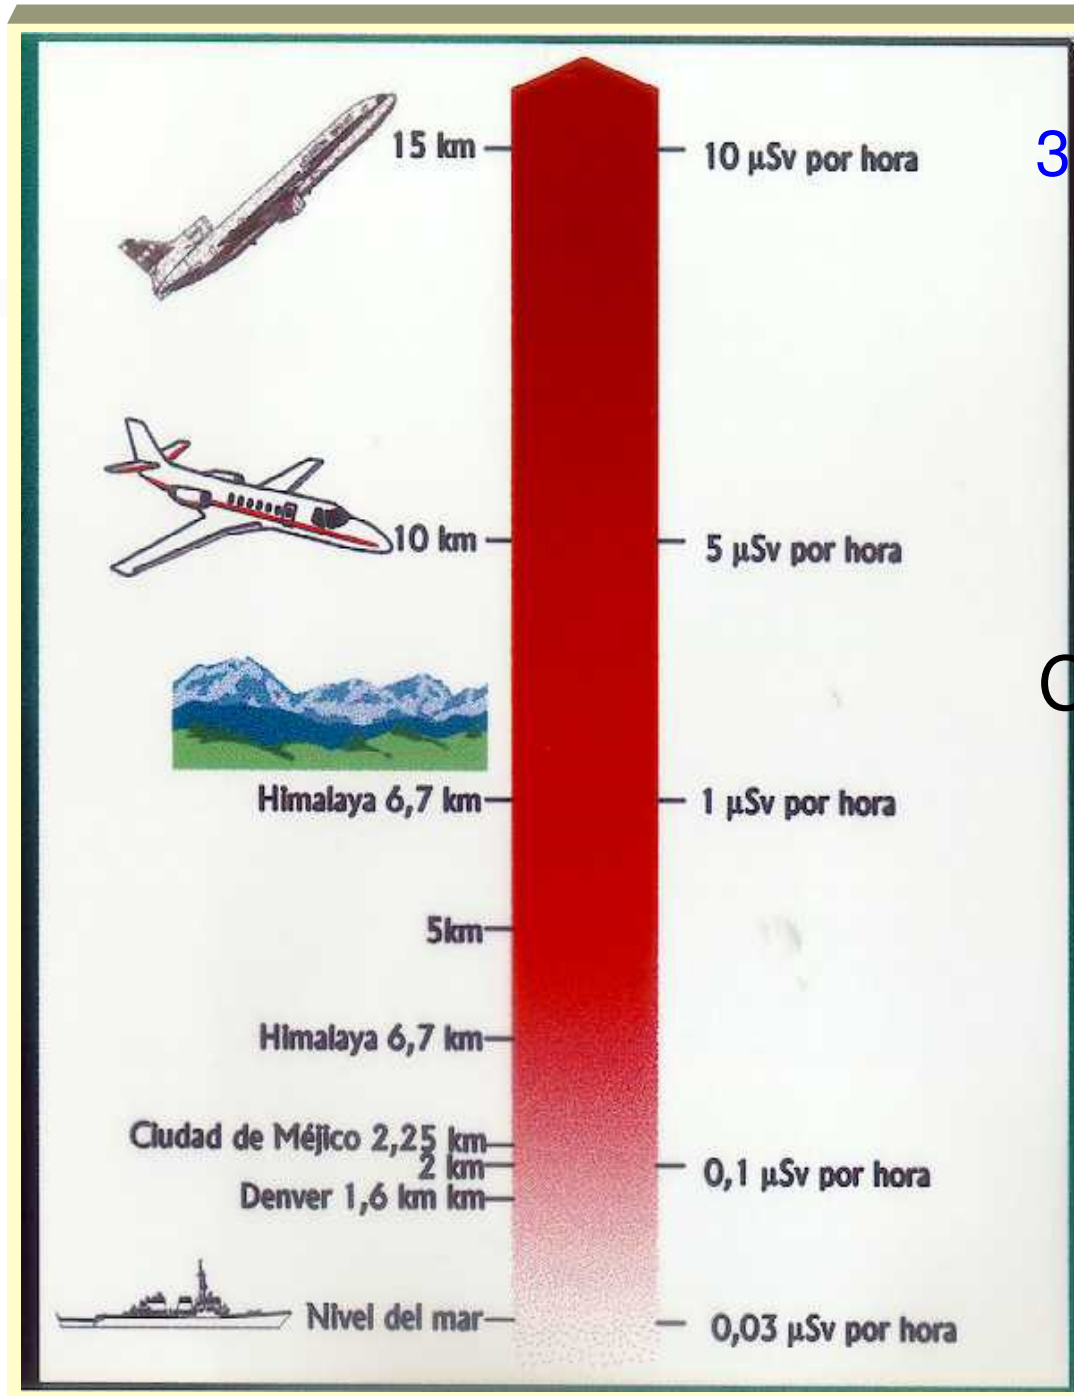 15 km
10 μSv por hora
3
10 km
5 μSv por hora
C
Himalaya 6,7 km
1 μSv por hora
5km
Himalaya 6,7 km
Ciudad de Méjico 2,25 km
2 km
0,1 μSv por hora
Denver 1,6 km km
Nivel del mar
0,03 μSv por hora